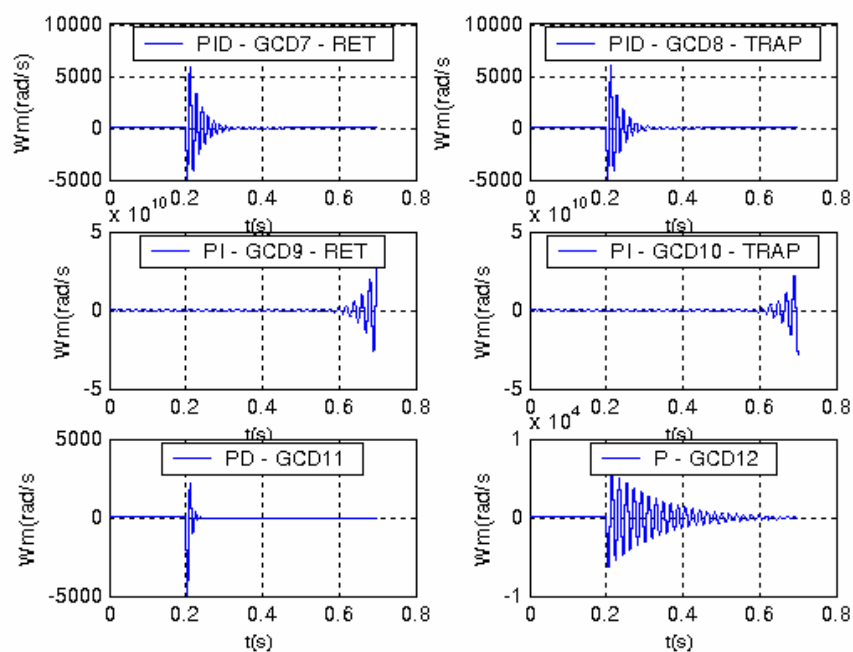 10000
PID - GCD7 - RET
5000
0
-5000
Wm(rad/s)
0 0.2 0.4 0.6 0.8
t(s)
10000
PID - GCD8 - TRAP
5000
0
-5000
Wm(rad/s
0 0.2 0.4 0.6 0.8
t(s)
x 10^10
5
PI - GCD9 - RET
0
-5
Wm(rad/s
0 0.2 0.4 0.6 0.8
t(s)
x 10^10
5
PI - GCD10 - TRAP
0
-5
Wm(rad/s
0 0.2 0.4 0.6 0.8
t(s)
5000
PD - GCD11
0
-5000
Wm(rad/s
0 0.2 0.4 0.6 0.8
t(s)
x 10^4
1
P - GCD12
0
-1
Wm(rad/s
0 0.2 0.4 0.6 0.8
t(s)